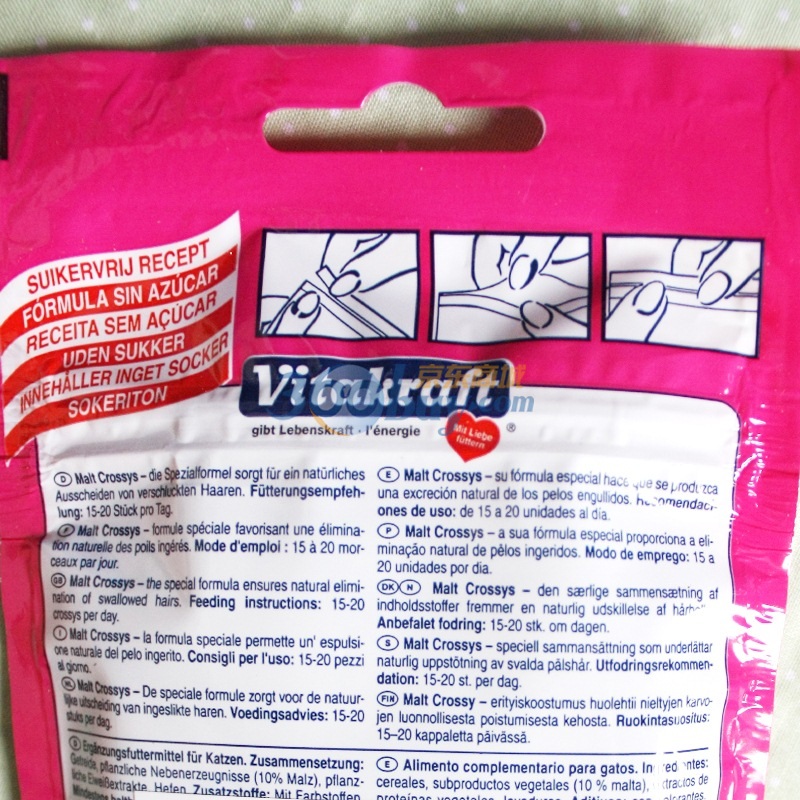 SUIKERVRIJ RECEPT
FÓRMULA SIN AZÚCAR
RECEITA SEM AÇÚCAR
UDEN SUKKER
INNEHÅLLER INGET SOCKER
SOKERITON
Vitakraft
京东商城
gibt Lebenskraft · l'énergie
Mit Liebe
füttern
®
D Malt Crossys – die Spezialformel sorgt für ein natürliches
Ausscheiden von verschluckten Haaren. Fütterungsempfeh-
lung: 15-20 Stück pro Tag.
F Malt Crossys – formule spéciale favorisant une élimina-
tion naturelle des poils ingérés. Mode d'emploi : 15 à 20 mor-
ceaux par jour.
GB Malt Crossys – the special formula ensures natural elimi-
nation of swallowed hairs. Feeding instructions: 15-20
crossys per day.
I Malt Crossys – la formula speciale permette un' espulsi-
one naturale del pelo ingerito. Consigli per l'uso: 15-20 pezzi
al giorno.
NL Malt Crossys – De speciale formule zorgt voor de natuur-
lijke uitscheiding van ingeslikte haren. Voedingsadvies: 15-20
stuks per dag.
D Ergänzungsfuttermittel für Katzen. Zusammensetzung:
Getreide, pflanzliche Nebenerzeugnisse (10% Malz), pflanz-
liche Eiweißextrakte, Hefen. Zusatzstoffe: Mit Farbstoffen.
E Malt Crossys – su fórmula especial hace que se produzca
una excreción natural de los pelos engullidos. Recomendaci-
ones de uso: de 15 a 20 unidades al día.
P Malt Crossys – a sua fórmula especial proporciona a eli-
minação natural de pêlos ingeridos. Modo de emprego: 15 a
20 unidades por dia.
DK N Malt Crossys – den særlige sammensætning af
indholdsstoffer fremmer en naturlig udskillelse af
Anbefalet fodring: 15-20 stk. om dagen.
S Malt Crossys – speciell sammansättning som underlättar
naturlig uppstötning av svalda pälshår. Utfodringsrekommen-
dation: 15-20 st. per dag.
FIN Malt Crossy – erityiskoostumus huolehtii nieltyjen karvo-
jen luonnollisesta poistumisesta kehosta. Ruokintasuositus:
15–20 kappaletta päivässä.
E Alimento complementario para gatos. Ingredientes:
cereales, subproductos vegetales (10 % malta), extractos de
proteínas vegetales, levaduras.